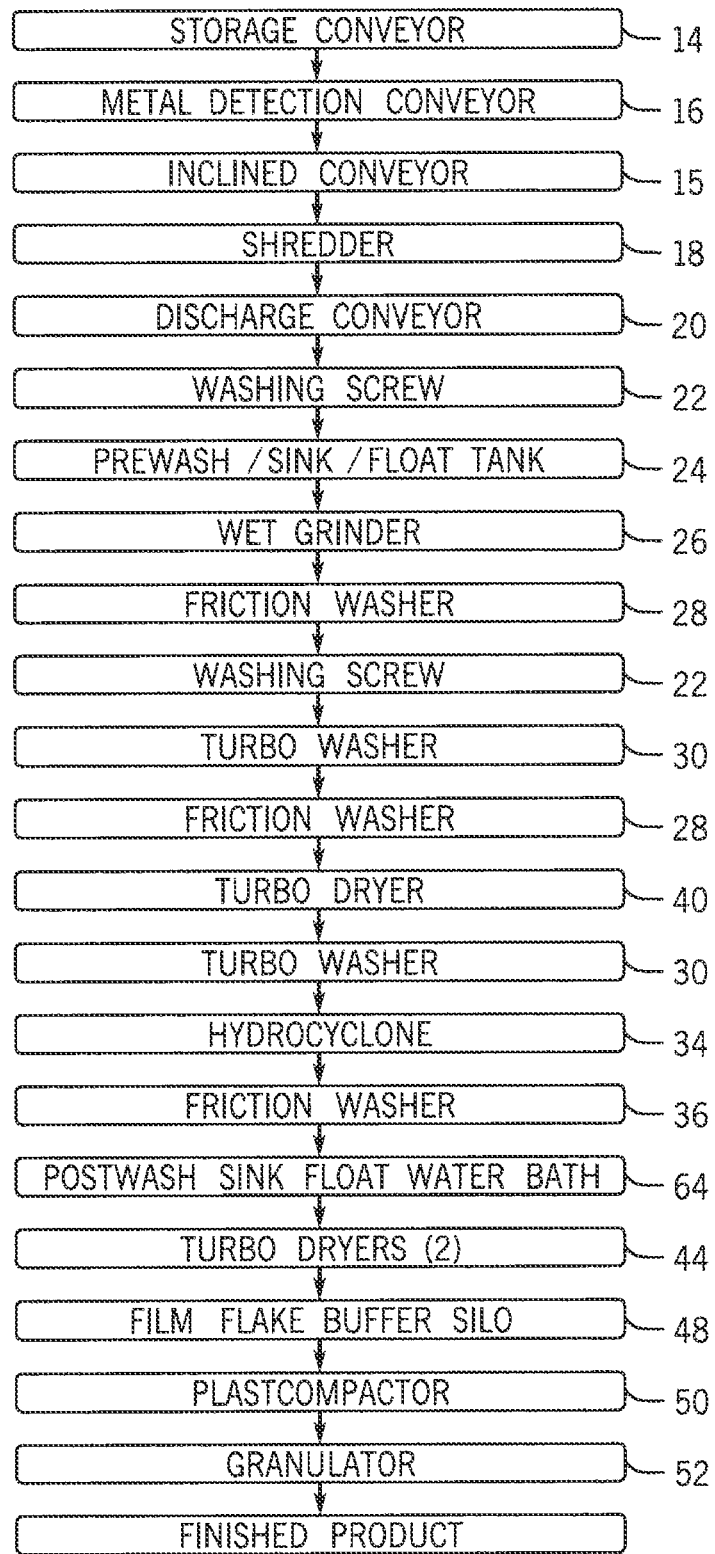 STORAGE CONVEYOR 14
METAL DETECTION CONVEYOR 16
INCLINED CONVEYOR 15
SHREDDER 18
DISCHARGE CONVEYOR 20
WASHING SCREW 22
PREWASH / SINK / FLOAT TANK 24
WET GRINDER 26
FRICTION WASHER 28
WASHING SCREW 22
TURBO WASHER 30
FRICTION WASHER 28
TURBO DRYER 40
TURBO WASHER 30
HYDROCYCLONE 34
FRICTION WASHER 36
POSTWASH SINK FLOAT WATER BATH 64
TURBO DRYERS (2) 44
FILM FLAKE BUFFER SILO 48
PLASTCOMPACTOR 50
GRANULATOR 52
FINISHED PRODUCT